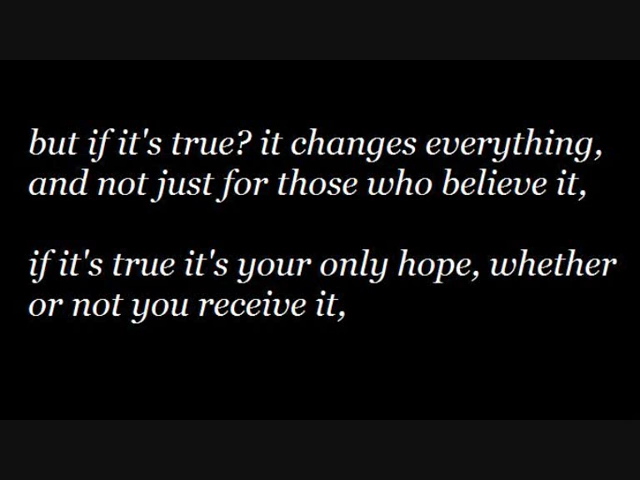 but if it's true? it changes everything,
and not just for those who believe it,
if it's true it's your only hope, whether
or not you receive it,